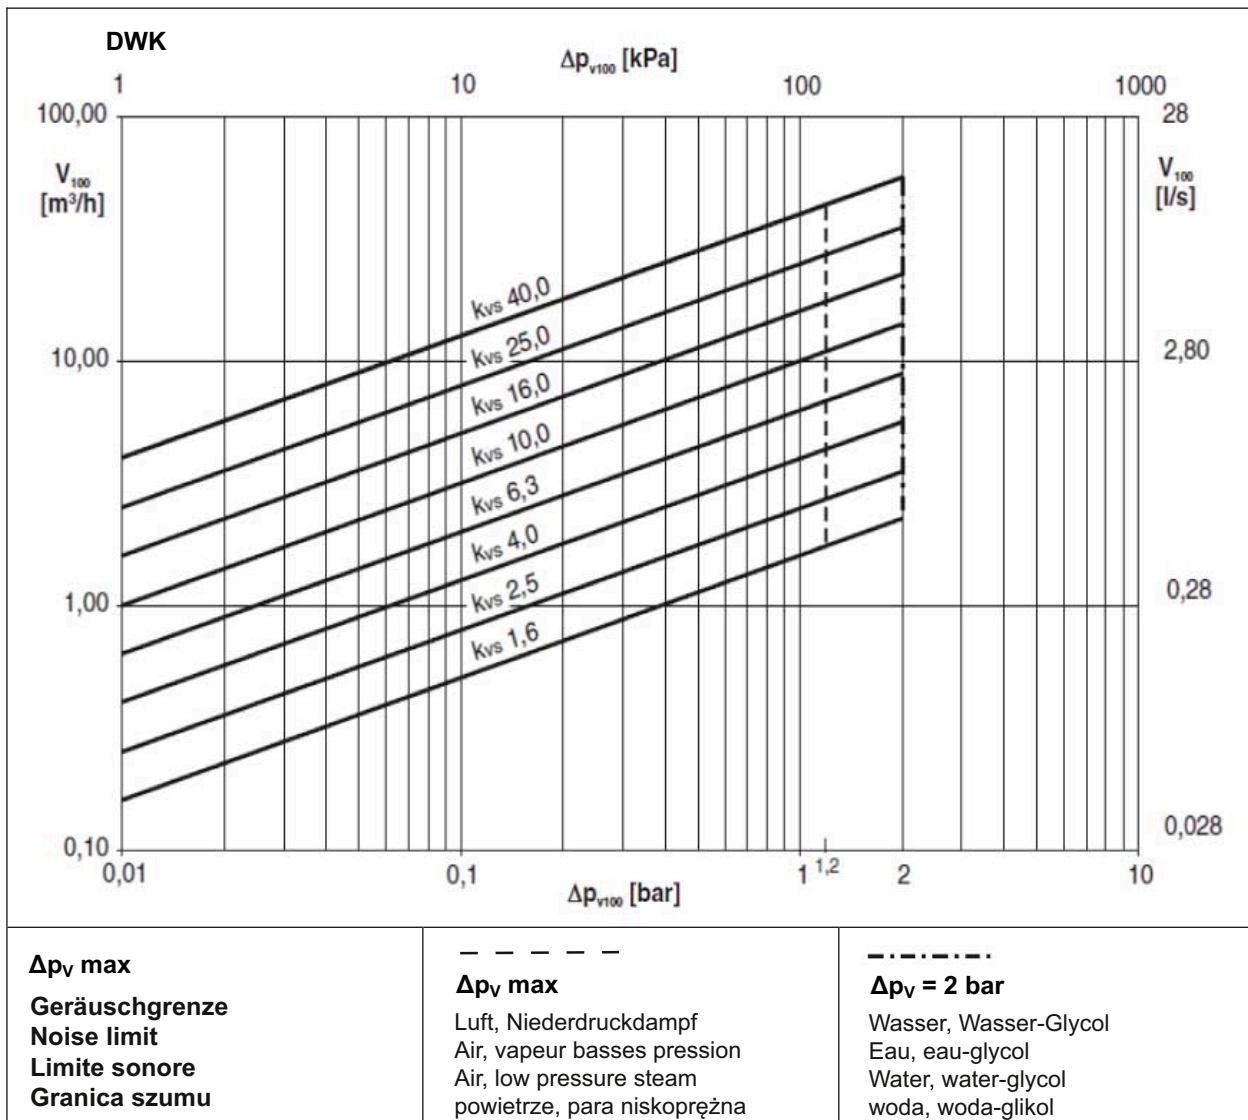 DWK
Δpv100 [kPa]
1 10 100 1000
100,00 28
V100
[m³/h]
V100
[l/s]
kvs 40,0
kvs 25,0
10,00 2,80
kvs 16,0
kvs 10,0
kvs 6,3
kvs 4,0
kvs 2,5
1,00 0,28
kvs 1,6
0,10 0,028
0,01 0,1 1 1,2 2 10
Δpv100 [bar]
ΔpV max
Geräuschgrenze
Noise limit
Limite sonore
Granica szumu
ΔpV max
Luft, Niederdruckdampf
Air, vapeur basses pression
Air, low pressure steam
powietrze, para niskoprężna
ΔpV = 2 bar
Wasser, Wasser-Glycol
Eau, eau-glycol
Water, water-glycol
woda, woda-glikol